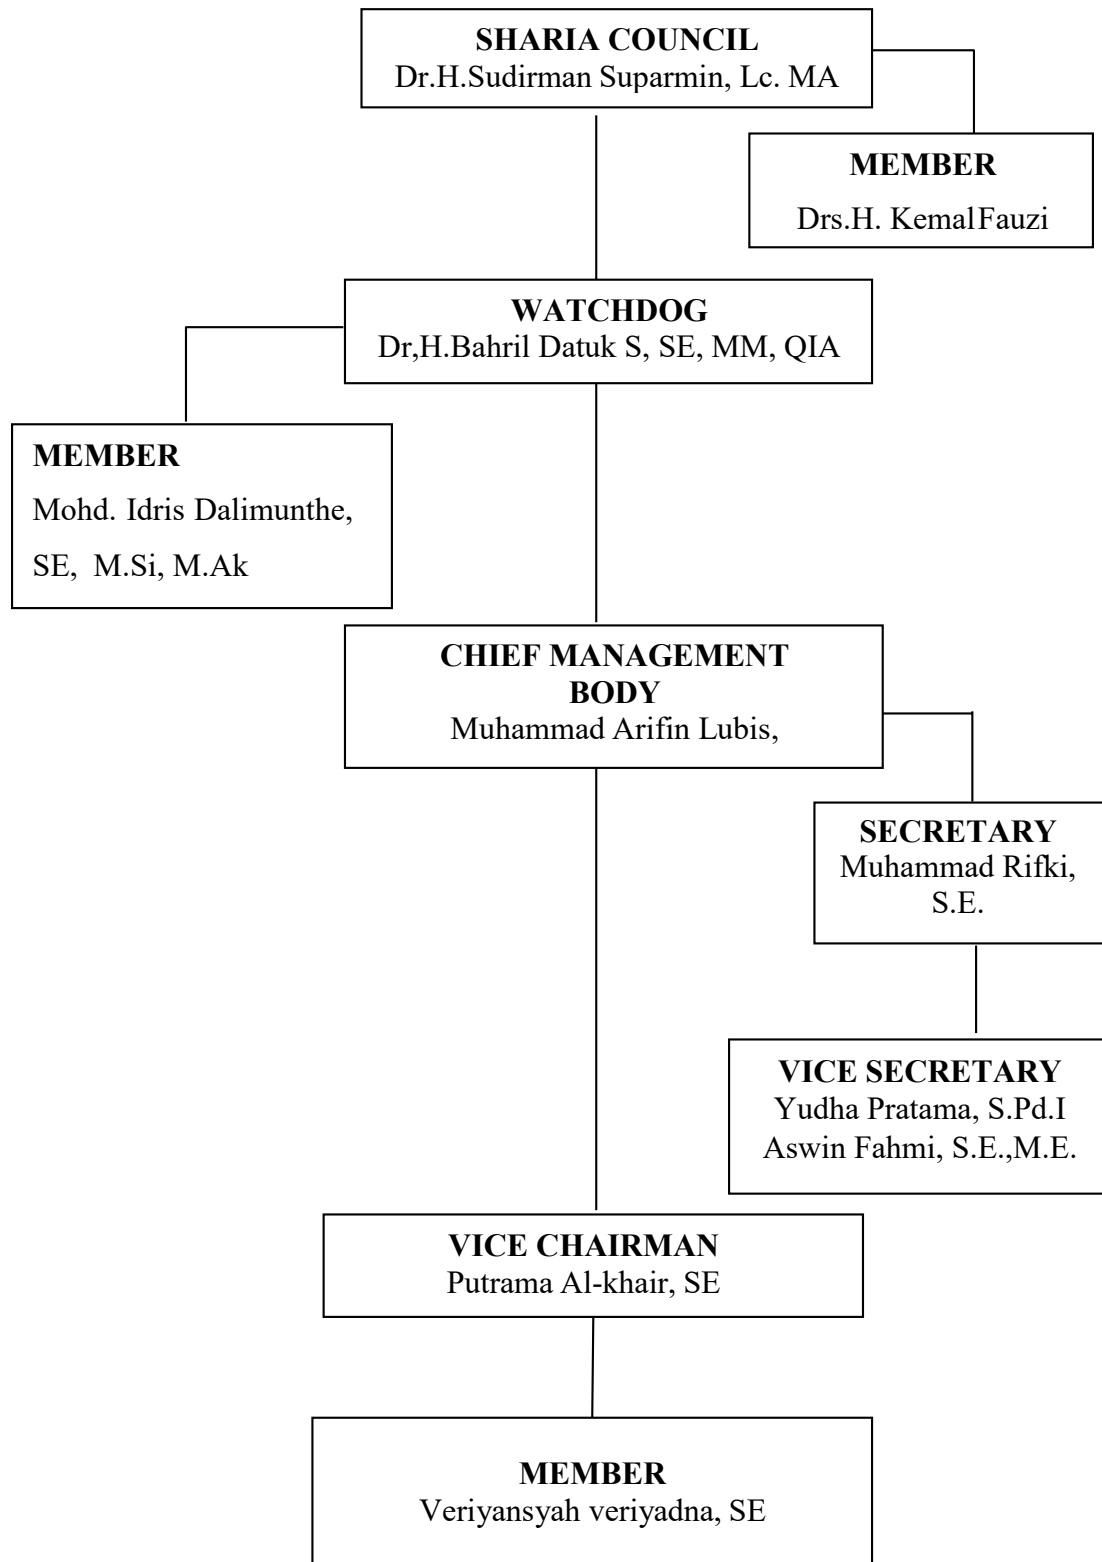 SHARIA COUNCIL
Dr.H.Sudirman Suparmin, Lc. MA
MEMBER
Drs.H. KemalFauzi
WATCHDOG
Dr,H.Bahril Datuk S, SE, MM, QIA
MEMBER
Mohd. Idris Dalimunthe,
SE, M.Si, M.Ak
CHIEF MANAGEMENT
BODY
Muhammad Arifin Lubis,
SECRETARY
Muhammad Rifki,
S.E.
VICE SECRETARY
Yudha Pratama, S.Pd.I
Aswin Fahmi, S.E.,M.E.
VICE CHAIRMAN
Putrama Al-khair, SE
MEMBER
Veriyansyah veriyadna, SE